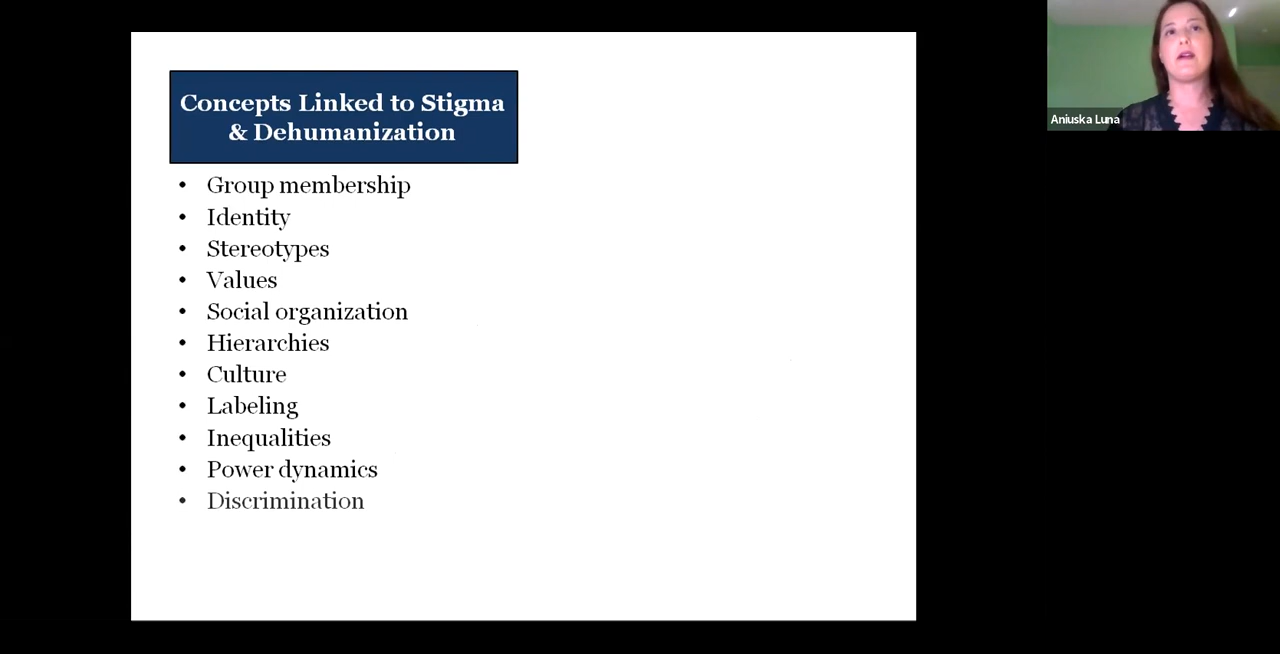 Concepts Linked to Stigma
& Dehumanization
• Group membership
• Identity
• Stereotypes
• Values
• Social organization
• Hierarchies
• Culture
• Labeling
• Inequalities
• Power dynamics
• Discrimination
Aniuska Luna